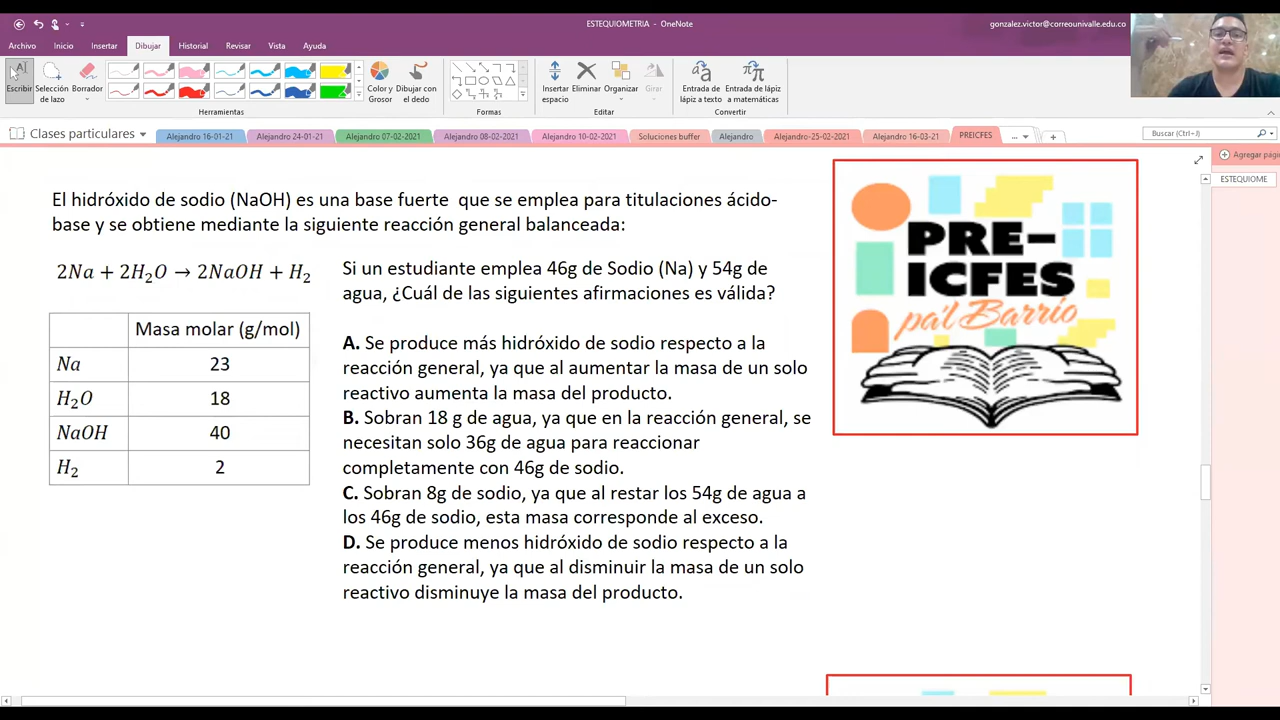 ESTEQUIOMETRIA - OneNote
gonzalez.victor@correounivalle.edu.co
Archivo Inicio Insertar Dibujar Historial Revisar Vista Ayuda
Escribir
Selección de lazo
Borrador
Color y Grosor
Dibujar con el dedo
Insertar espacio
Eliminar
Organizar
Girar
Entrada de lápiz a texto
Entrada de lápiz a matemáticas
Herramientas
Formas
Editar
Convertir
Clases particulares
Alejandro 16-01-21
Alejandro 24-01-21
Alejandro 07-02-2021
Alejandro 08-02-2021
Alejandro 10-02-2021
Soluciones buffer
Alejandro
Alejandro-25-02-2021
Alejandro 16-03-21
PREICFES
...
Buscar (Ctrl+J)
Agregar pági
ESTEQUIOME
El hidróxido de sodio (NaOH) es una base fuerte que se emplea para titulaciones ácido-
base y se obtiene mediante la siguiente reacción general balanceada:
2Na + 2H₂O → 2NaOH + H₂
Masa molar (g/mol)
Na 23
H₂O 18
NaOH 40
H₂ 2
Si un estudiante emplea 46g de Sodio (Na) y 54g de
agua, ¿Cuál de las siguientes afirmaciones es válida?
A. Se produce más hidróxido de sodio respecto a la
reacción general, ya que al aumentar la masa de un solo
reactivo aumenta la masa del producto.
B. Sobran 18 g de agua, ya que en la reacción general, se
necesitan solo 36g de agua para reaccionar
completamente con 46g de sodio.
C. Sobran 8g de sodio, ya que al restar los 54g de agua a
los 46g de sodio, esta masa corresponde al exceso.
D. Se produce menos hidróxido de sodio respecto a la
reacción general, ya que al disminuir la masa de un solo
reactivo disminuye la masa del producto.
PRE-
ICFES
pa'l Barrio